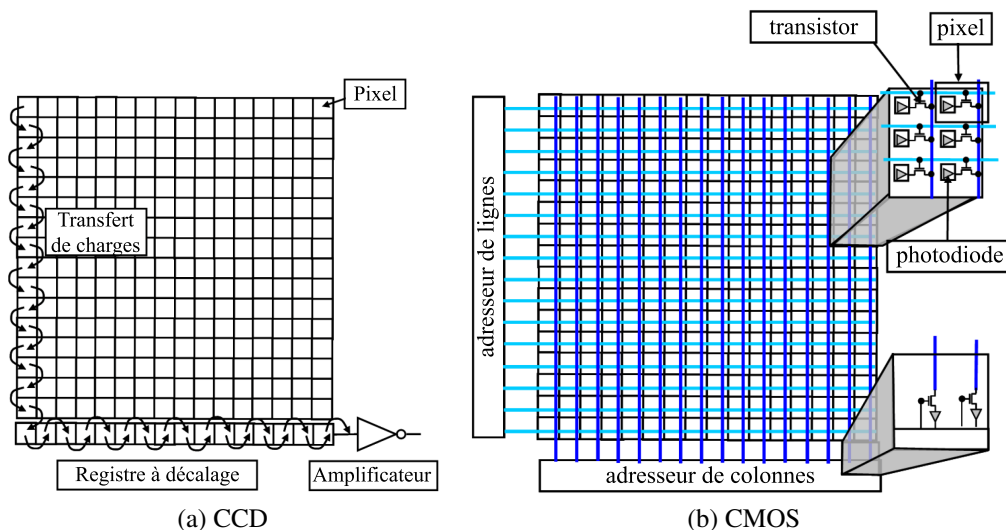 Pixel
Transfert
de charges
Registre à décalage
Amplificateur
(a) CCD
transistor
pixel
adresseur de lignes
photodiode
adresseur de colonnes
(b) CMOS